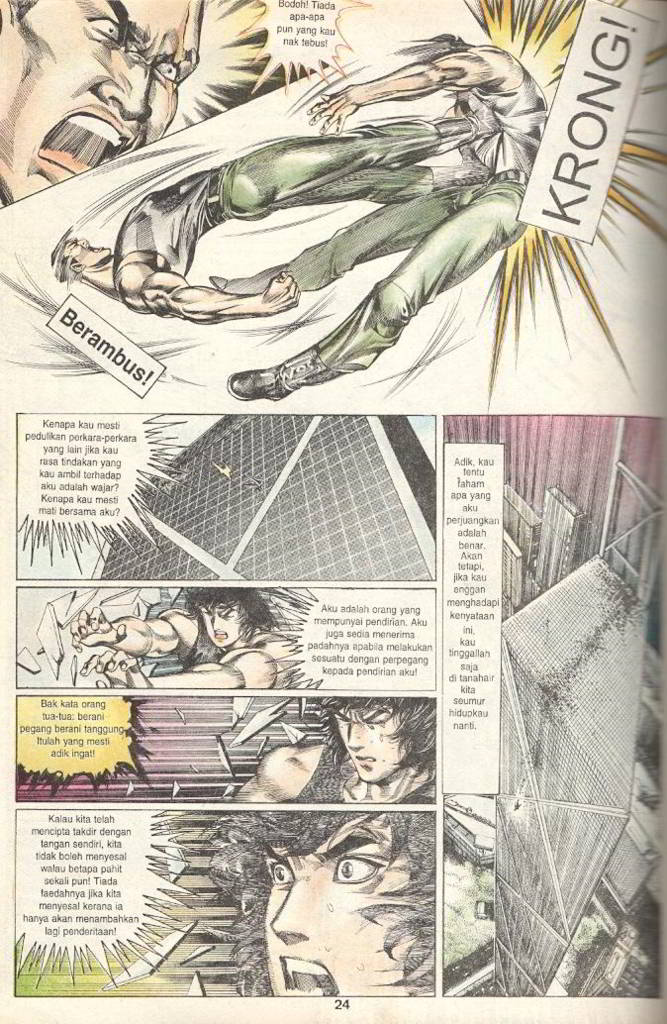 Bodoh! Tiada
apa-apa
pun yang kau
nak tebus!
KRONG!
Berambus!
Kenapa kau mesti
pedulikan perkara-perkara
yang lain jika kau
rasa tindakan yang
kau ambil terhadap
aku adalah wajar?
Kenapa kau mesti
mati bersama aku?
Adik, kau
tentu
faham
apa yang
aku
perjuangkan
adalah
benar.
Akan
tetapi,
jika kau
enggan
menghadapi
kenyataan
ini,
kau
tinggallah
saja
di tanahair
kita
seumur
hidupkau
nanti.
Aku adalah orang yang
mempunyai pendirian. Aku
juga sedia menerima
padahnya apabila melakukan
sesuatu dengan perpegang
kepada pendirian aku!
Bak kata orang
tua-tua: berani
pegang berani tanggung.
Itulah yang mesti
adik ingat!
Kalau kita telah
mencipta takdir dengan
tangan sendiri, kita
tidak boleh menyesal
walau betapa pahit
sekali pun! Tiada
faedahnya jika kita
menyesal kerana ia
hanya akan menambahkan
lagi penderitaan!
24